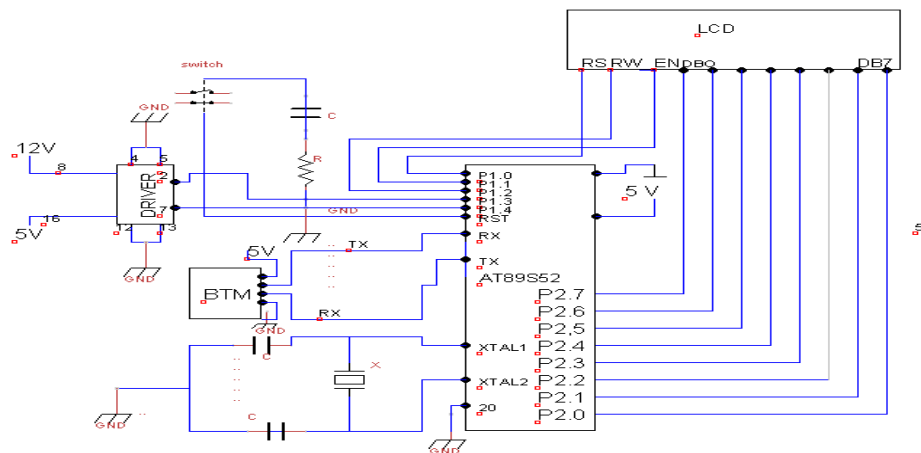 LCD
RS RW EN DBO DB7
switch
GND
C
12V
8
4 5
2
DRIVER
7
R
16
5V
12 13
GND
GND
P1.0
P1.1
P1.2
P1.3
P1.4
RST
RX
TX
AT89S52
5 V
5V
TX
BTM
RX
GND
P2.7
P2.6
P2,5
P2.4
P2.3
P2.2
P2.1
P2.0
XTAL1
XTAL2
20
C
X
C
GND
GND